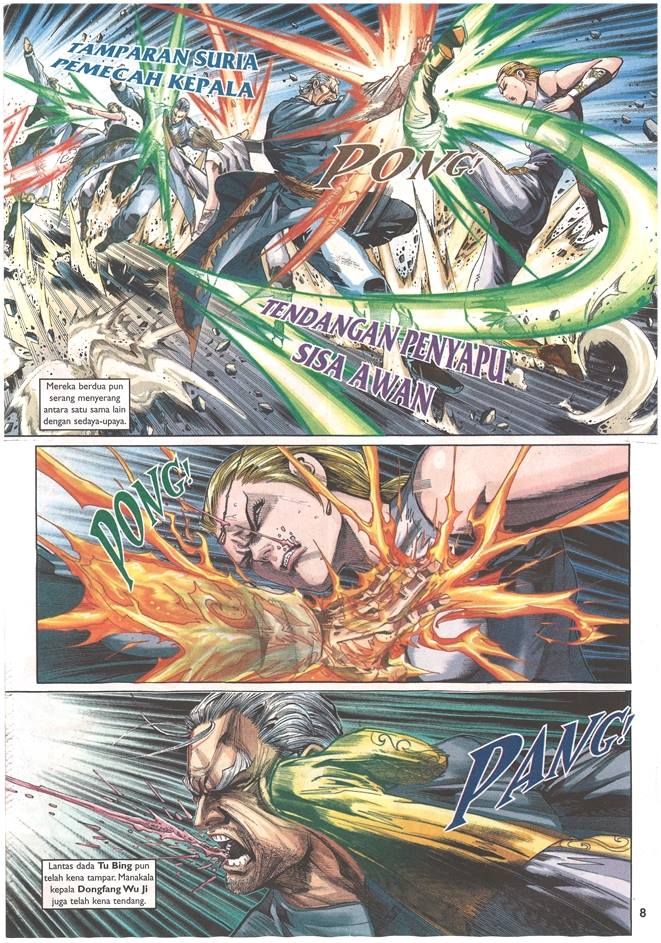 TAMPARAN SURIA
PEMECAH KEPALA
PONG!
TENDANGAN PENYAPU
SISA AWAN
Mereka berdua pun
serang menyerang
antara satu sama lain
dengan sedaya-upaya.
PONG!
PANG!
Lantas dada Tu Bing pun
telah kena tampar. Manakala
kepala Dongfang Wu Ji
juga telah kena tendang.
8